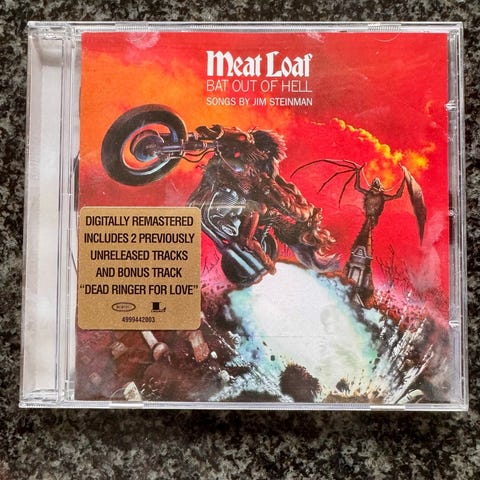 Meat Loaf
BAT OUT OF HELL
SONGS BY JIM STEINMAN
DIGITALLY REMASTERED
INCLUDES 2 PREVIOUSLY
UNRELEASED TRACKS
AND BONUS TRACK
"DEAD RINGER FOR LOVE"
epic
4999442003